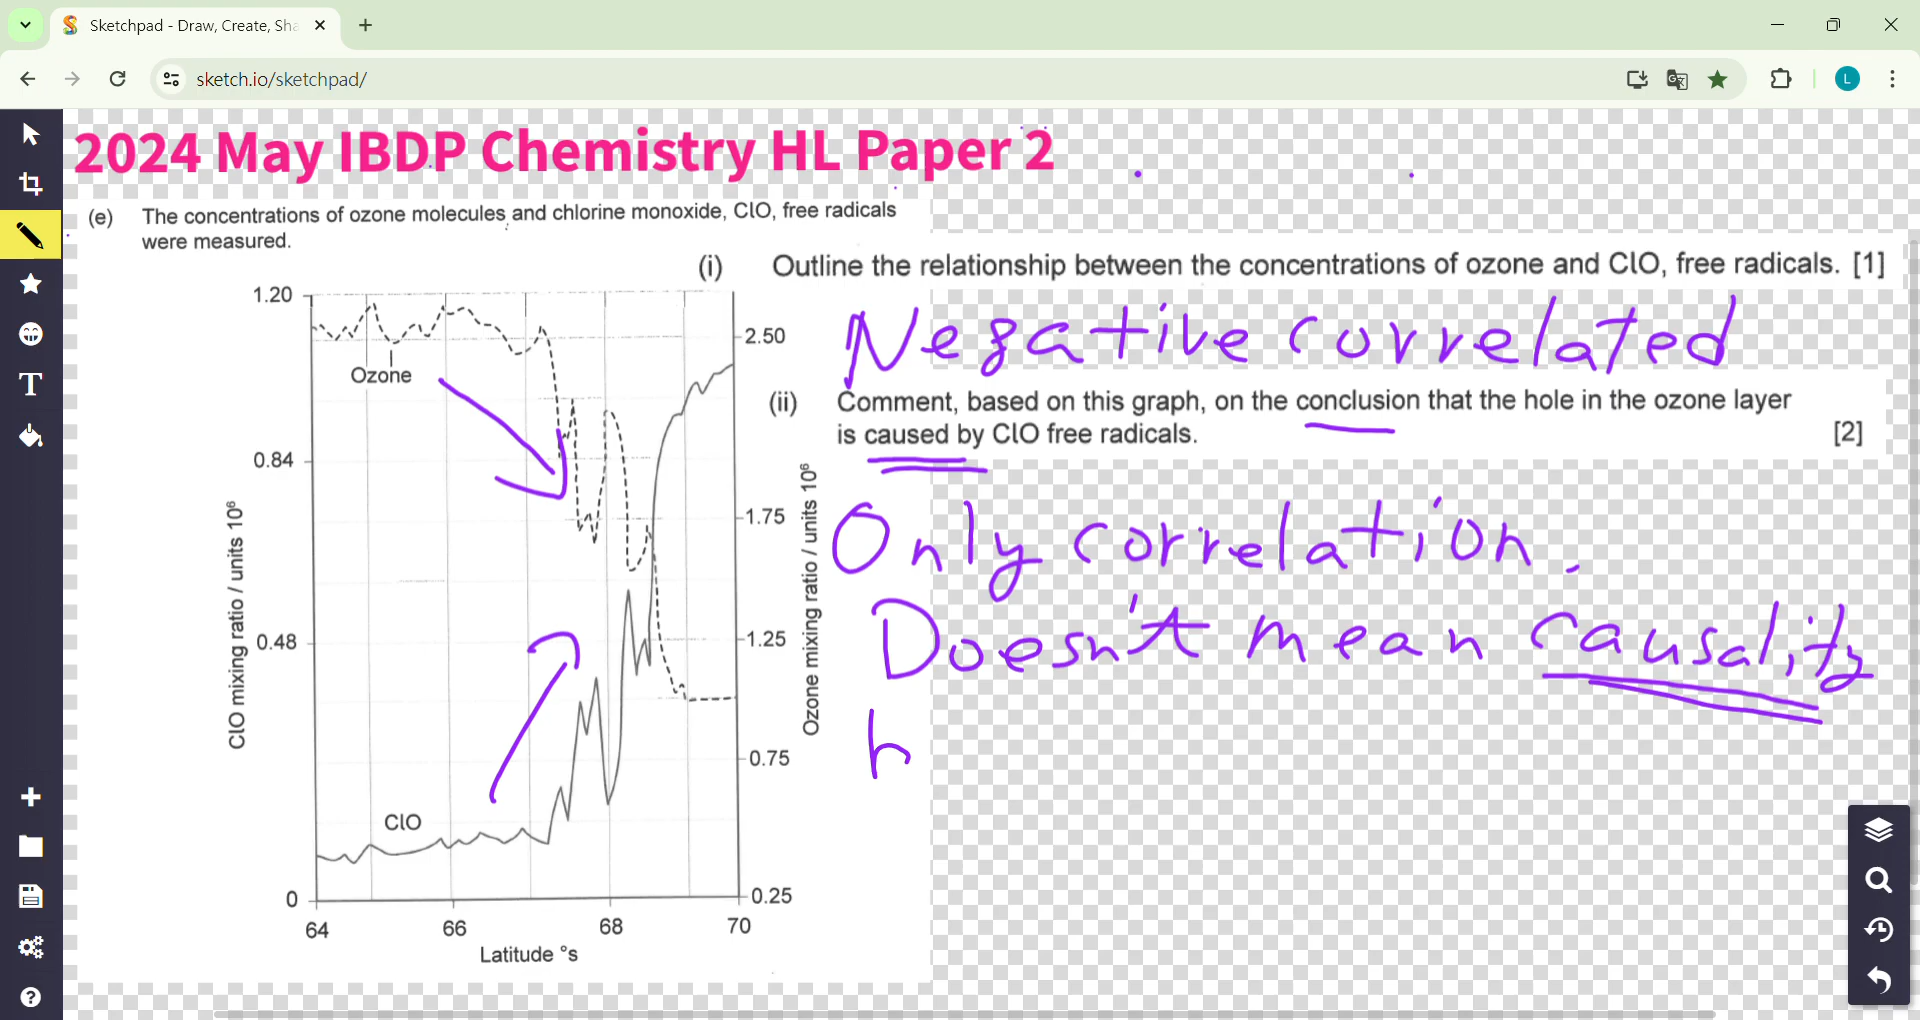 Sketchpad - Draw, Create, Sha
sketch.io/sketchpad/
L
2024 May IBDP Chemistry HL Paper 2
(e) The concentrations of ozone molecules and chlorine monoxide, ClO, free radicals
were measured.
(i) Outline the relationship between the concentrations of ozone and ClO, free radicals. [1]
Negative correlated
(ii) Comment, based on this graph, on the conclusion that the hole in the ozone layer
is caused by ClO free radicals. [2]
Only correlation.
Doesn't mean causality
h
1.20
0.84
0.48
0
ClO mixing ratio / units 10⁶
Ozone
ClO
2.50
1.75
1.25
0.75
0.25
Ozone mixing ratio / units 10⁶
64 66 68 70
Latitude °s
T